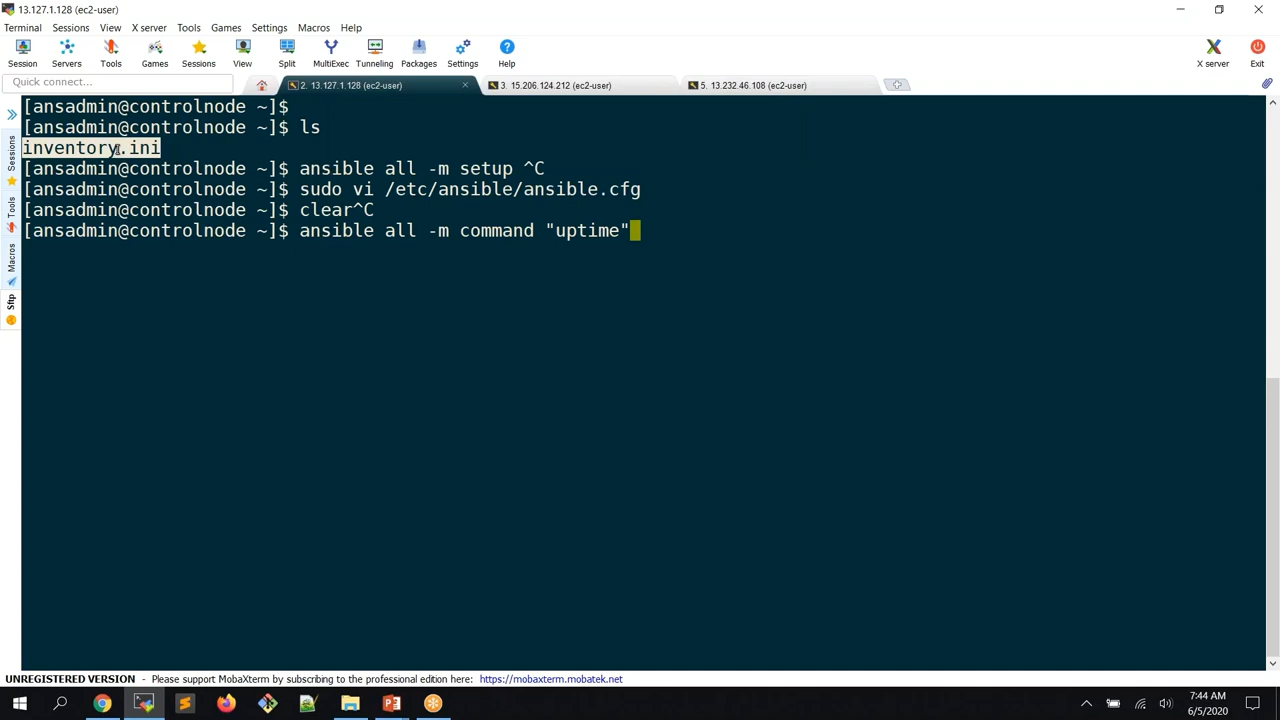 13.127.1.128 (ec2-user)
Terminal Sessions View X server Tools Games Settings Macros Help
Session Servers Tools Games Sessions View Split MultiExec Tunneling Packages Settings Help X server Exit
Quick connect...
2. 13.127.1.128 (ec2-user)
3. 15.206.124.212 (ec2-user)
5. 13.232.46.108 (ec2-user)
Sessions
Tools
Macros
Sftp
[ansadmin@controlnode ~]$
[ansadmin@controlnode ~]$ ls
inventory.ini
[ansadmin@controlnode ~]$ ansible all -m setup ^C
[ansadmin@controlnode ~]$ sudo vi /etc/ansible/ansible.cfg
[ansadmin@controlnode ~]$ clear^C
[ansadmin@controlnode ~]$ ansible all -m command "uptime"
UNREGISTERED VERSION - Please support MobaXterm by subscribing to the professional edition here: https://mobaxterm.mobatek.net
7:44 AM
6/5/2020